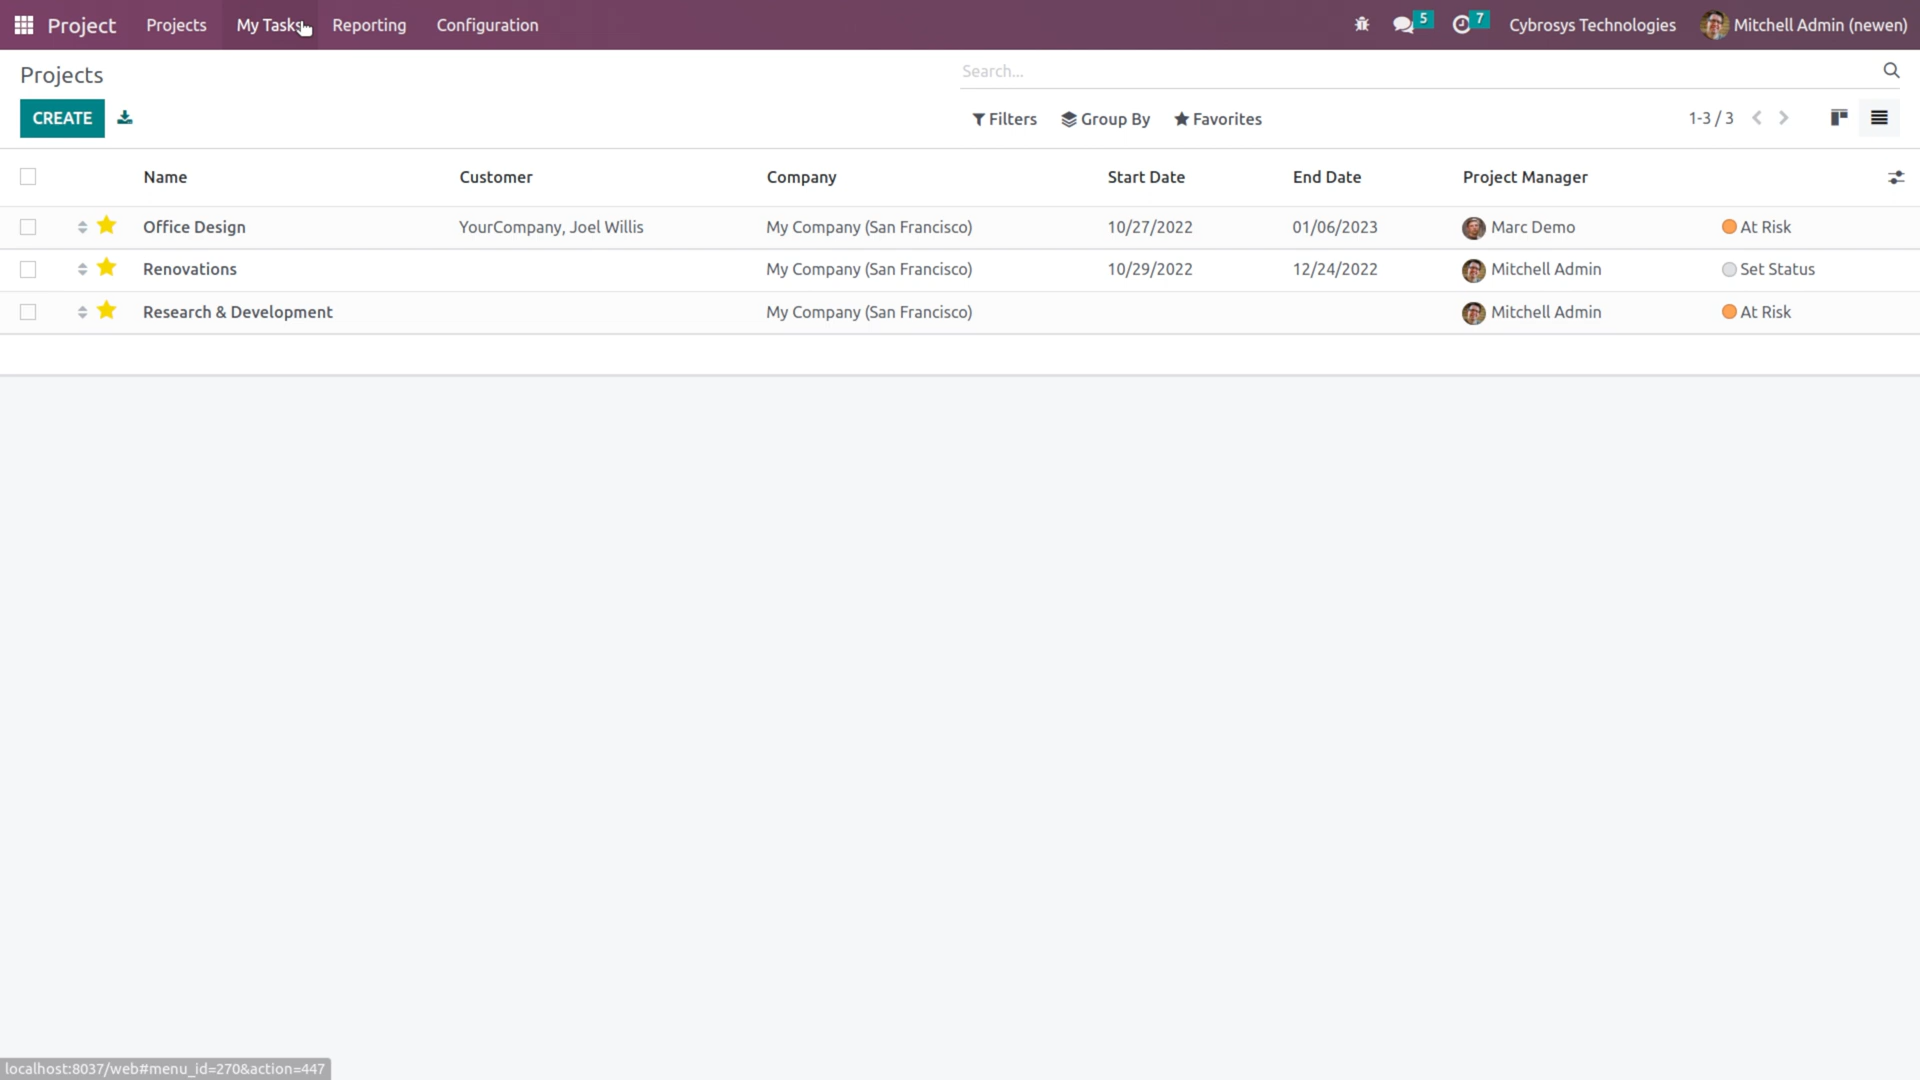 Project Projects My Tasks Reporting Configuration 5 7 Cybrosys Technologies Mitchell Admin (newen)
Projects Search...
CREATE Filters Group By Favorites 1-3 / 3
Name Customer Company Start Date End Date Project Manager
Office Design YourCompany, Joel Willis My Company (San Francisco) 10/27/2022 01/06/2023 Marc Demo At Risk
Renovations My Company (San Francisco) 10/29/2022 12/24/2022 Mitchell Admin Set Status
Research & Development My Company (San Francisco) Mitchell Admin At Risk
localhost:8037/web#menu_id=270&action=447